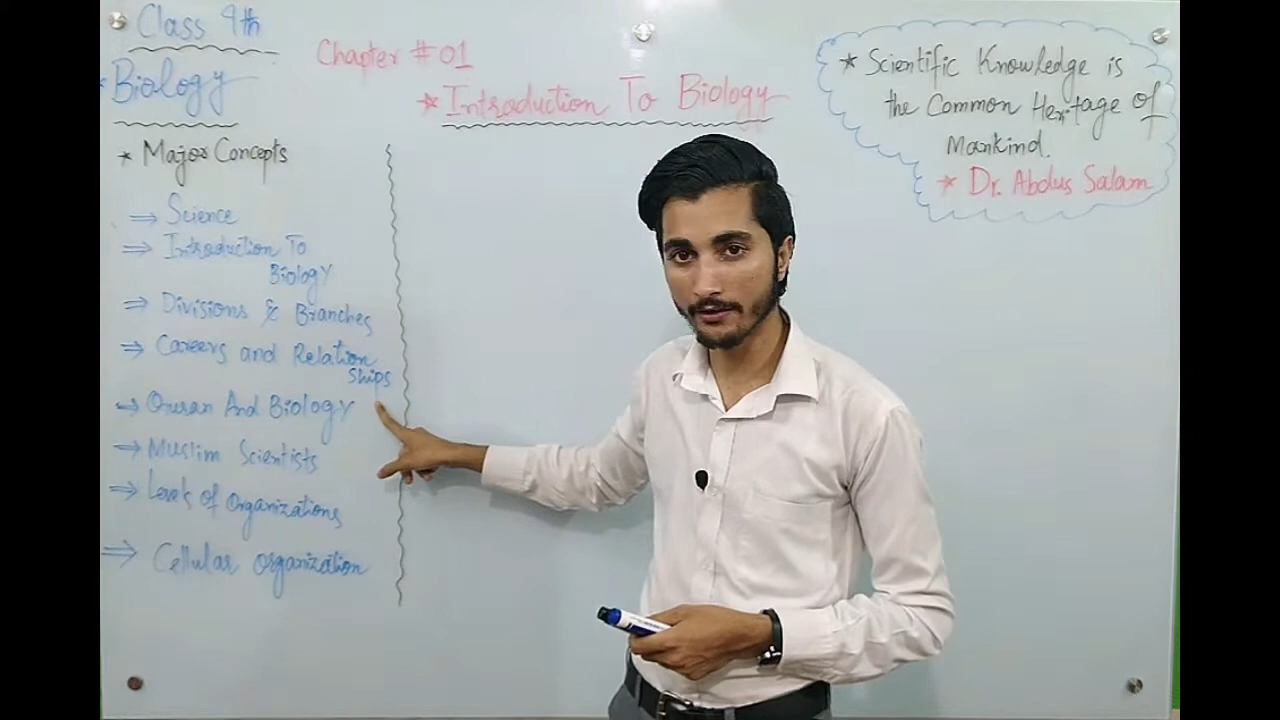 Class 9th
Biology
Chapter # 01
* Introduction To Biology
* Major Concepts
⇒ Science
⇒ Introduction To
Biology
⇒ Divisions & Branches
⇒ Careers and Relation
ships
⇒ Quran And Biology
⇒ Muslim Scientists
⇒ Levels of Organizations
⇒ Cellular organization
* Scientific Knowledge is
the Common Heritage of
Mankind.
* Dr. Abdus Salam